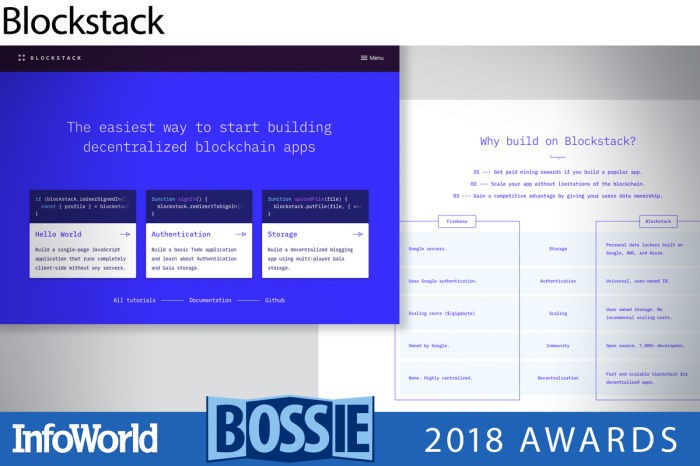 Blockstack
BLOCKSTACK
Menu
The easiest way to start building
decentralized blockchain apps
if (blockstack.isUserSignedIn()
const { profile } = blockstac
}
Hello World
Build a single-page JavaScript
application that runs completely
client-side without any servers.
function signIn() {
blockstack.redirectToSignIn()
}
Authentication
Build a basic Todo application
and learn about Authentication
and Gaia storage.
function uploadFile(file) {
blockstack.putFile(file, { en
}
Storage
Build a decentralized blogging
app using multi-player Gaia
storage.
All tutorials
Documentation
Github
Why build on Blockstack?
01 --- Get paid mining rewards if you build a popular app.
02 --- Scale your app without limitations of the blockchain.
03 --- Gain a competitive advantage by giving your users data ownership.
Firebase
Blockstack
Google servers.
Storage
Personal data lockers built on
Google, AWS, and Azure.
Uses Google authentication.
Authentication
Universal, user-owned ID.
Scaling costs ($/gigabyte)
Scaling
User owned storage. No
incremental scaling costs.
Owned by Google.
Community
Open source. 7,000+ developers.
None. Highly centralized.
Decentralization
Fast and scalable blockchain for
decentralized apps.
InfoWorld
BOSSIE
2018 AWARDS